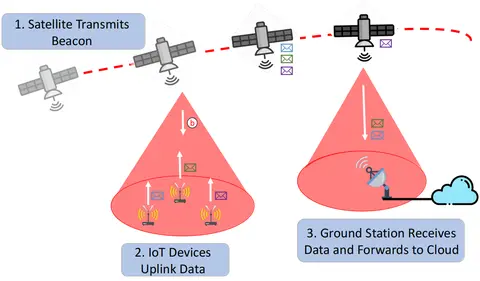 1. Satellite Transmits
Beacon
b
2. IoT Devices
Uplink Data
3. Ground Station Receives
Data and Forwards to Cloud